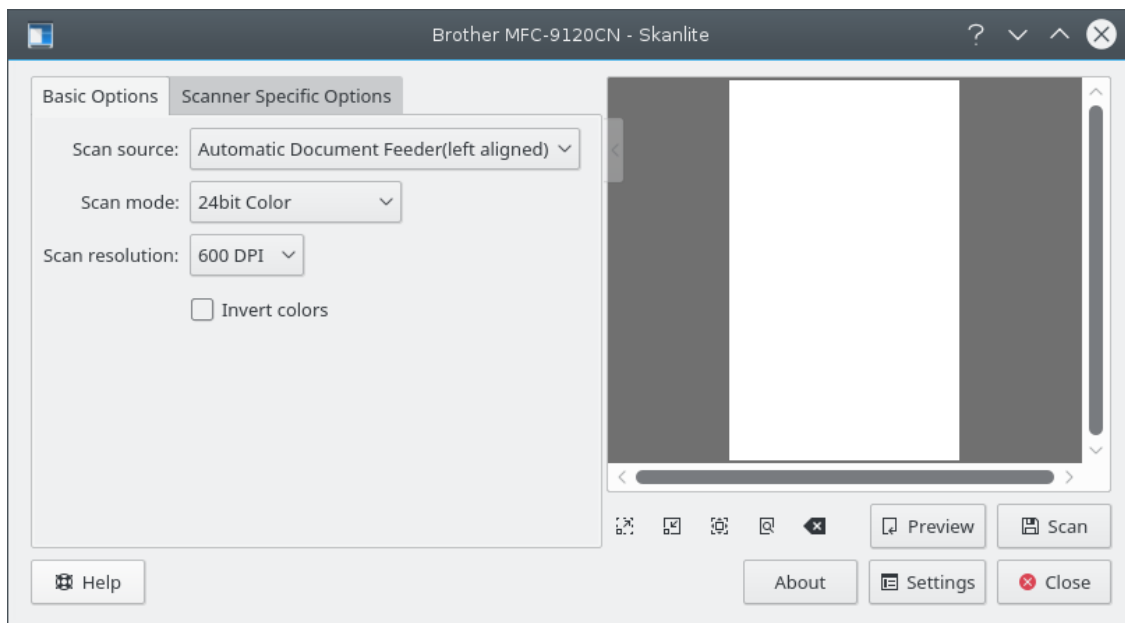 Brother MFC-9120CN - Skanlite
Basic Options Scanner Specific Options
Scan source: Automatic Document Feeder(left aligned)
Scan mode: 24bit Color
Scan resolution: 600 DPI
Invert colors
Preview Scan
Help About Settings Close